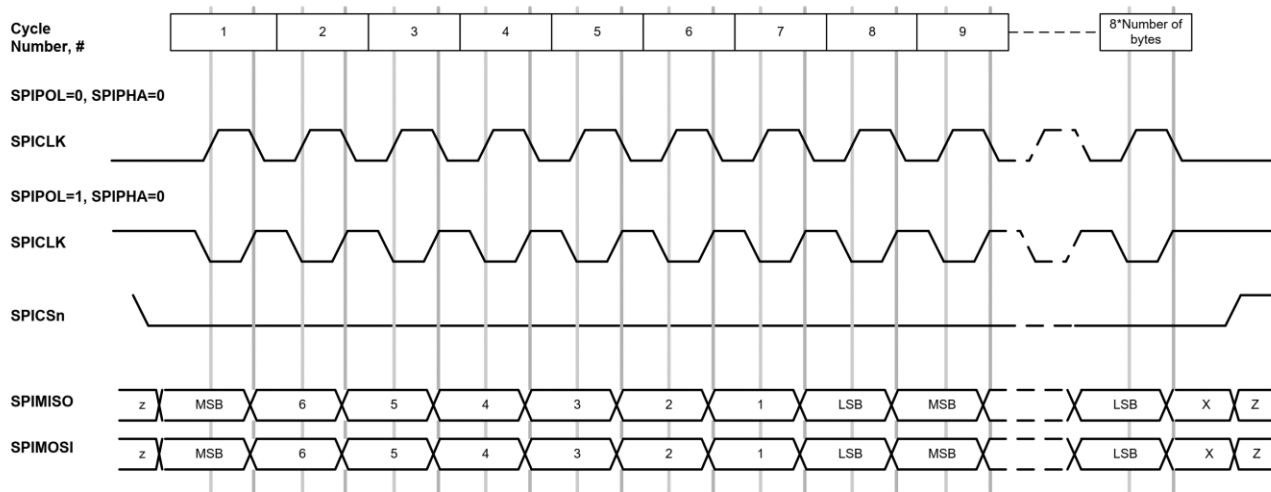 Cycle
Number, #
1 2 3 4 5 6 7 8 9
8*Number of
bytes
SPIPOL=0, SPIPHA=0
SPICLK
SPIPOL=1, SPIPHA=0
SPICLK
SPICSn
SPIMISO z MSB 6 5 4 3 2 1 LSB MSB LSB X Z
SPIMOSI z MSB 6 5 4 3 2 1 LSB MSB LSB X Z